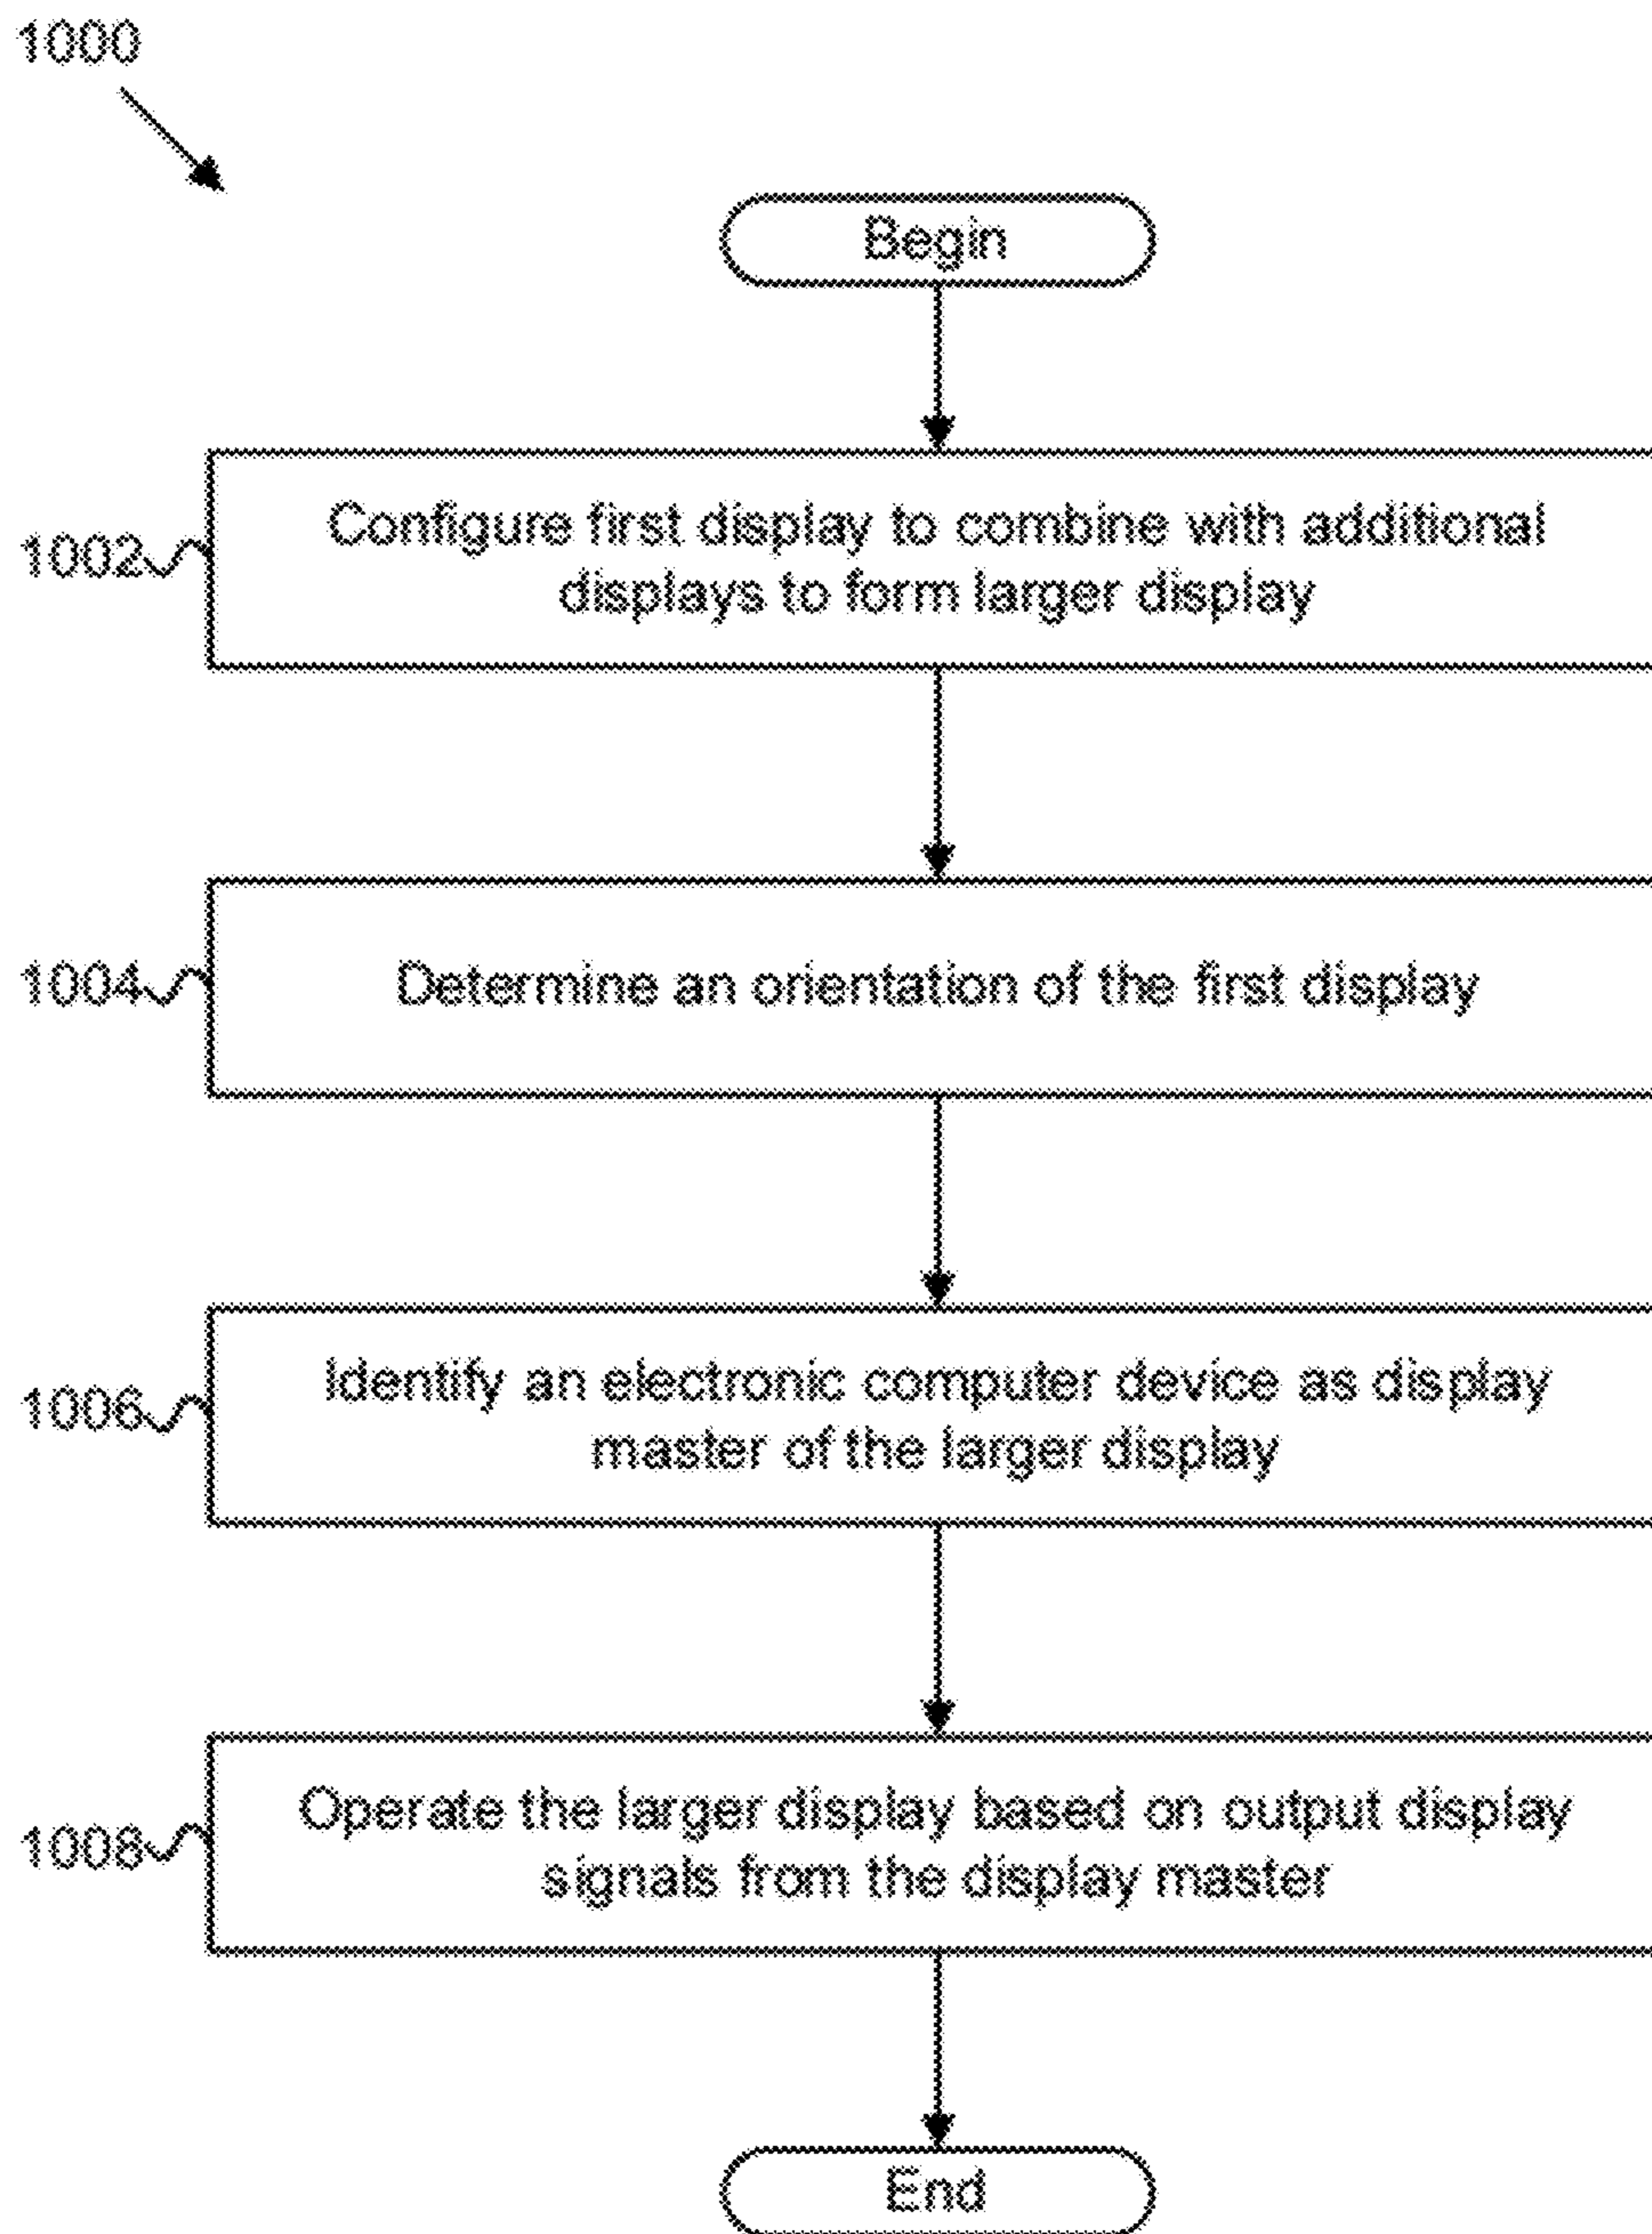 1000
Begin
1002
Configure first display to combine with additional
displays to form larger display
1004
Determine an orientation of the first display
1006
Identify an electronic computer device as display
master of the larger display
1008
Operate the larger display based on output display
signals from the display master
End